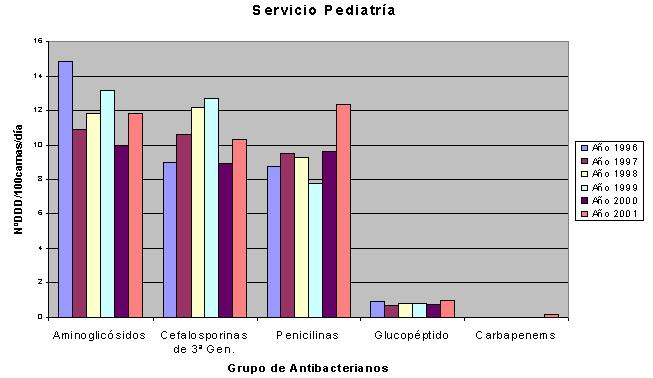 Servicio Pediatría
NºDDD/100camas/día
16
14
12
10
8
6
4
2
0
Aminoglicósidos
Cefalosporinas
de 3ª Gen.
Penicilinas
Glucopéptido
Carbapenems
Grupo de Antibacterianos
Año 1996
Año 1997
Año 1998
Año 1999
Año 2000
Año 2001